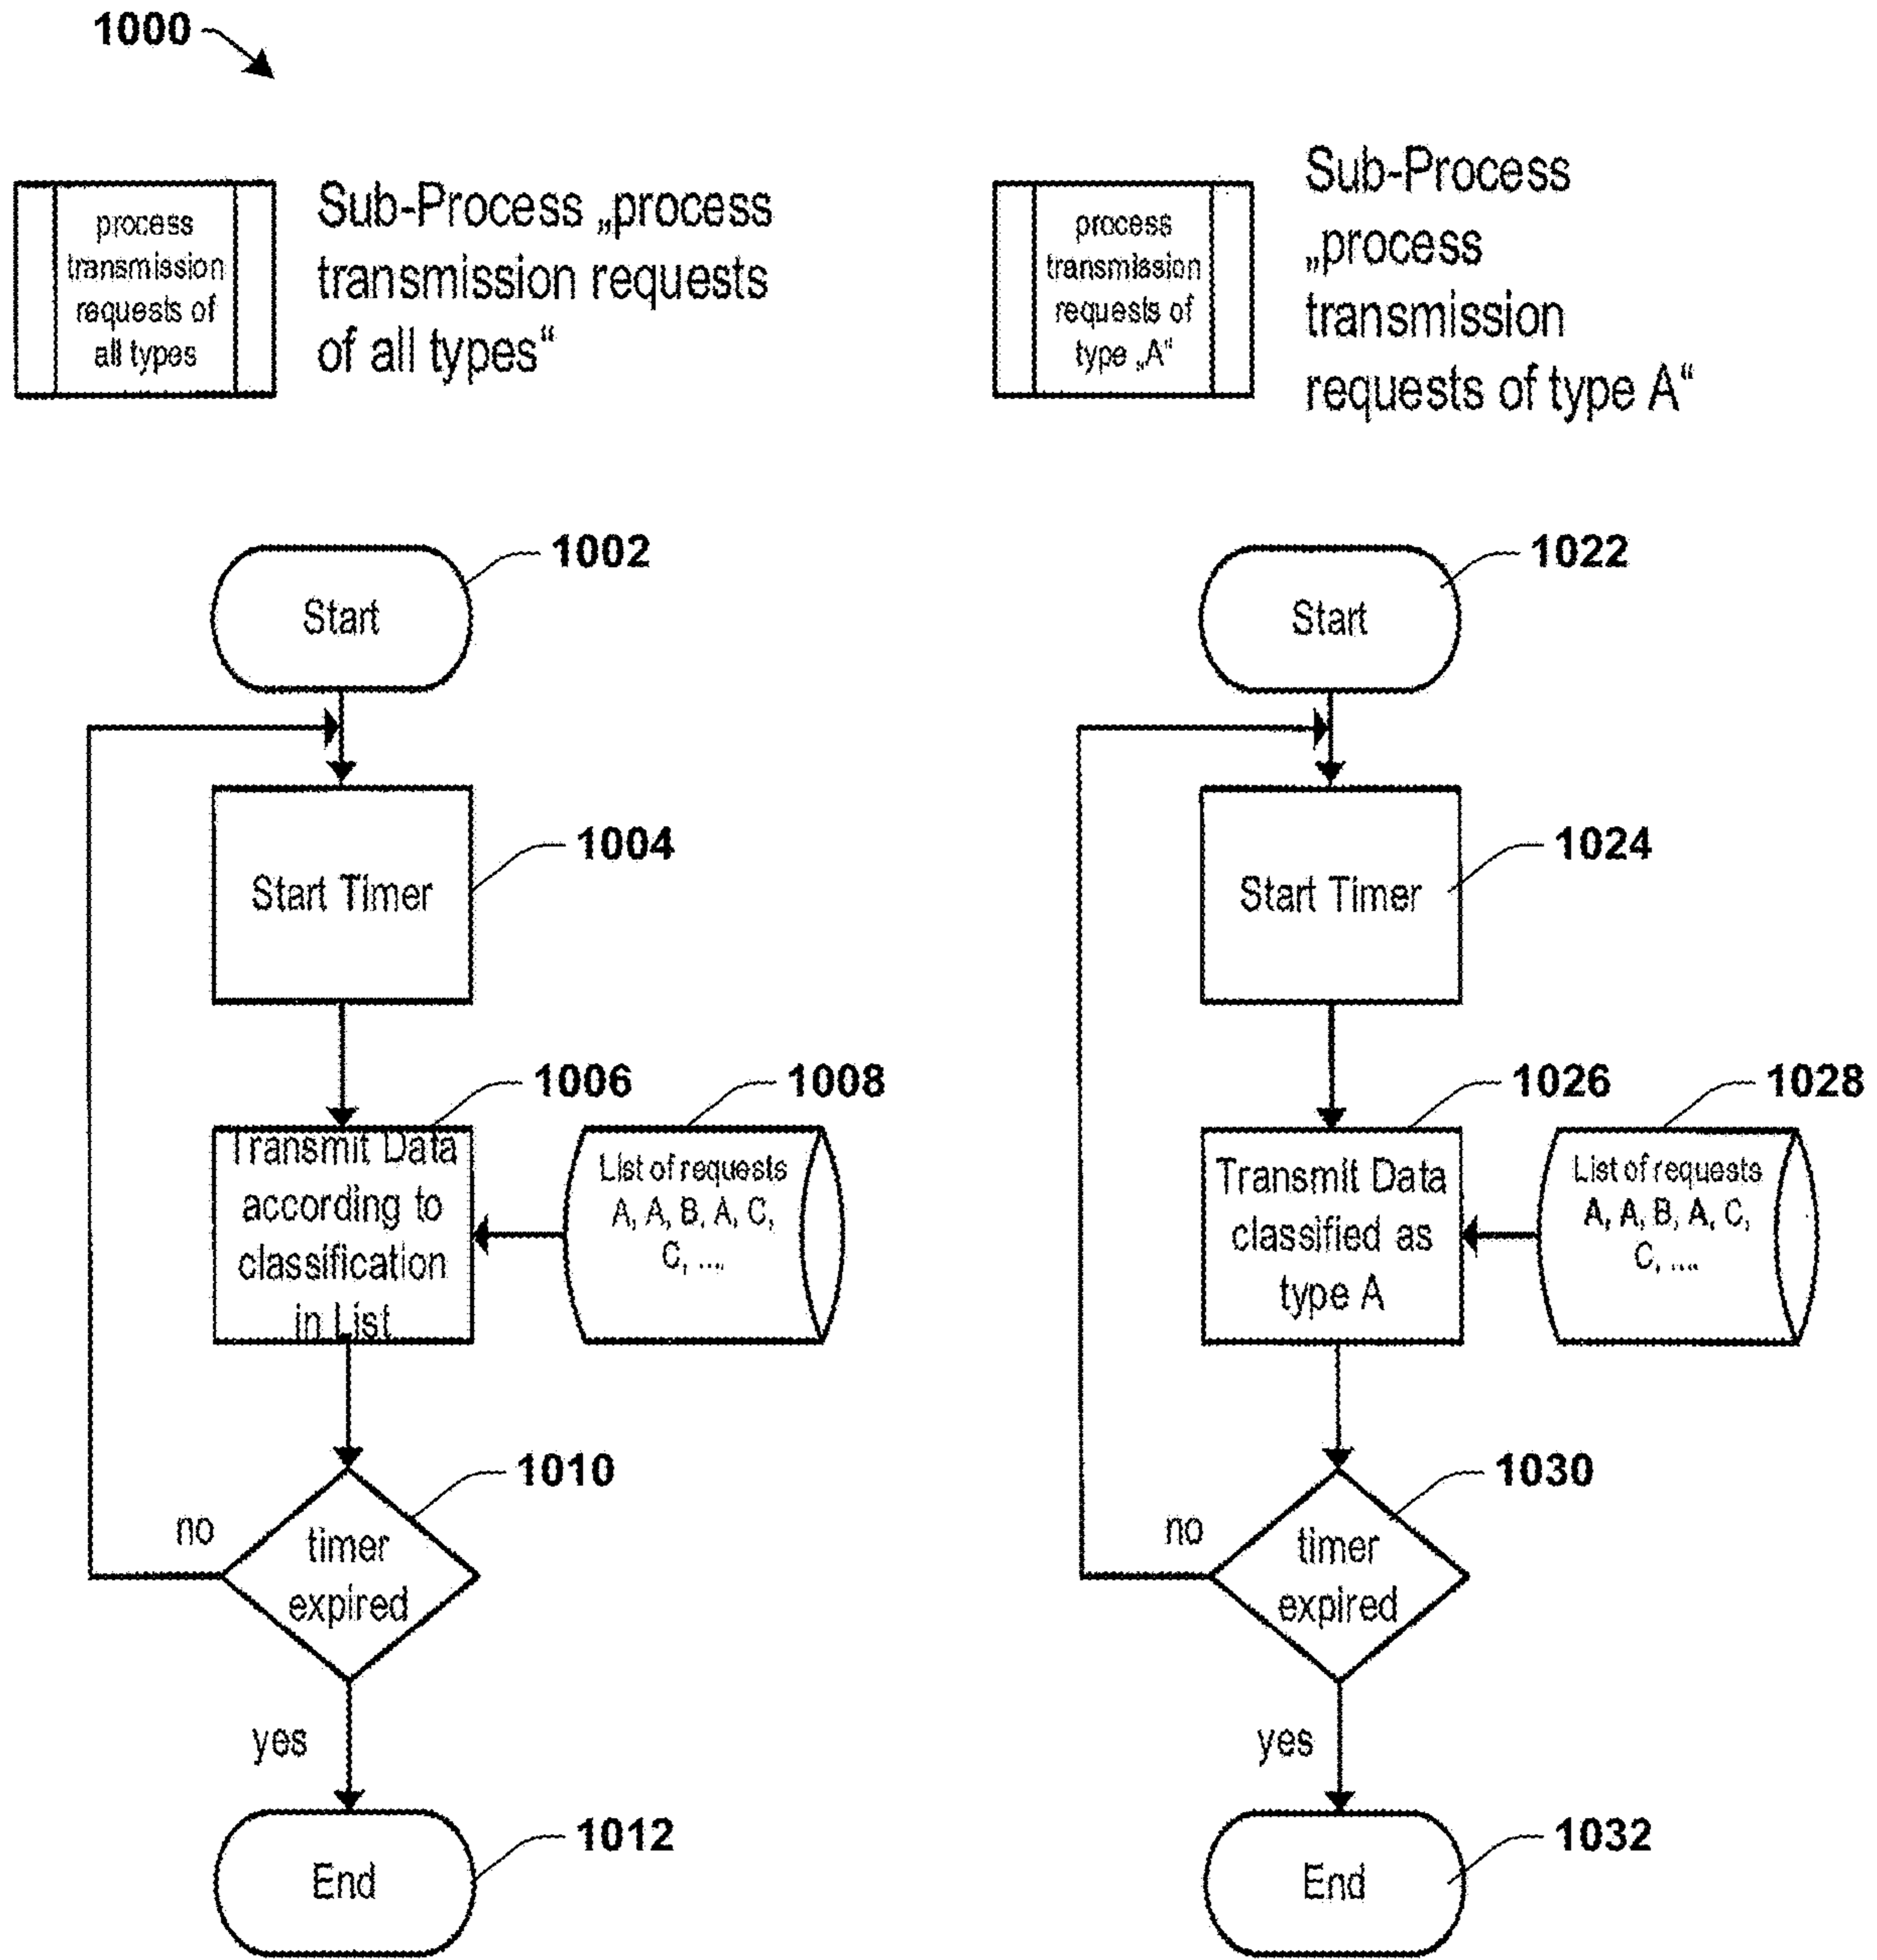 1000
process
transmission
requests of
all types
Sub-Process „process
transmission requests
of all types“
process
transmission
requests of
type „A“
Sub-Process
„process
transmission
requests of type A“
1002
Start
1004
Start Timer
1006
Transmit Data
according to
classification
in List
1008
List of requests
A, A, B, A, C,
C, ....
1010
timer
expired
no
yes
1012
End
1022
Start
1024
Start Timer
1026
Transmit Data
classified as
type A
1028
List of requests
A, A, B, A, C,
C, ....
1030
timer
expired
no
yes
1032
End